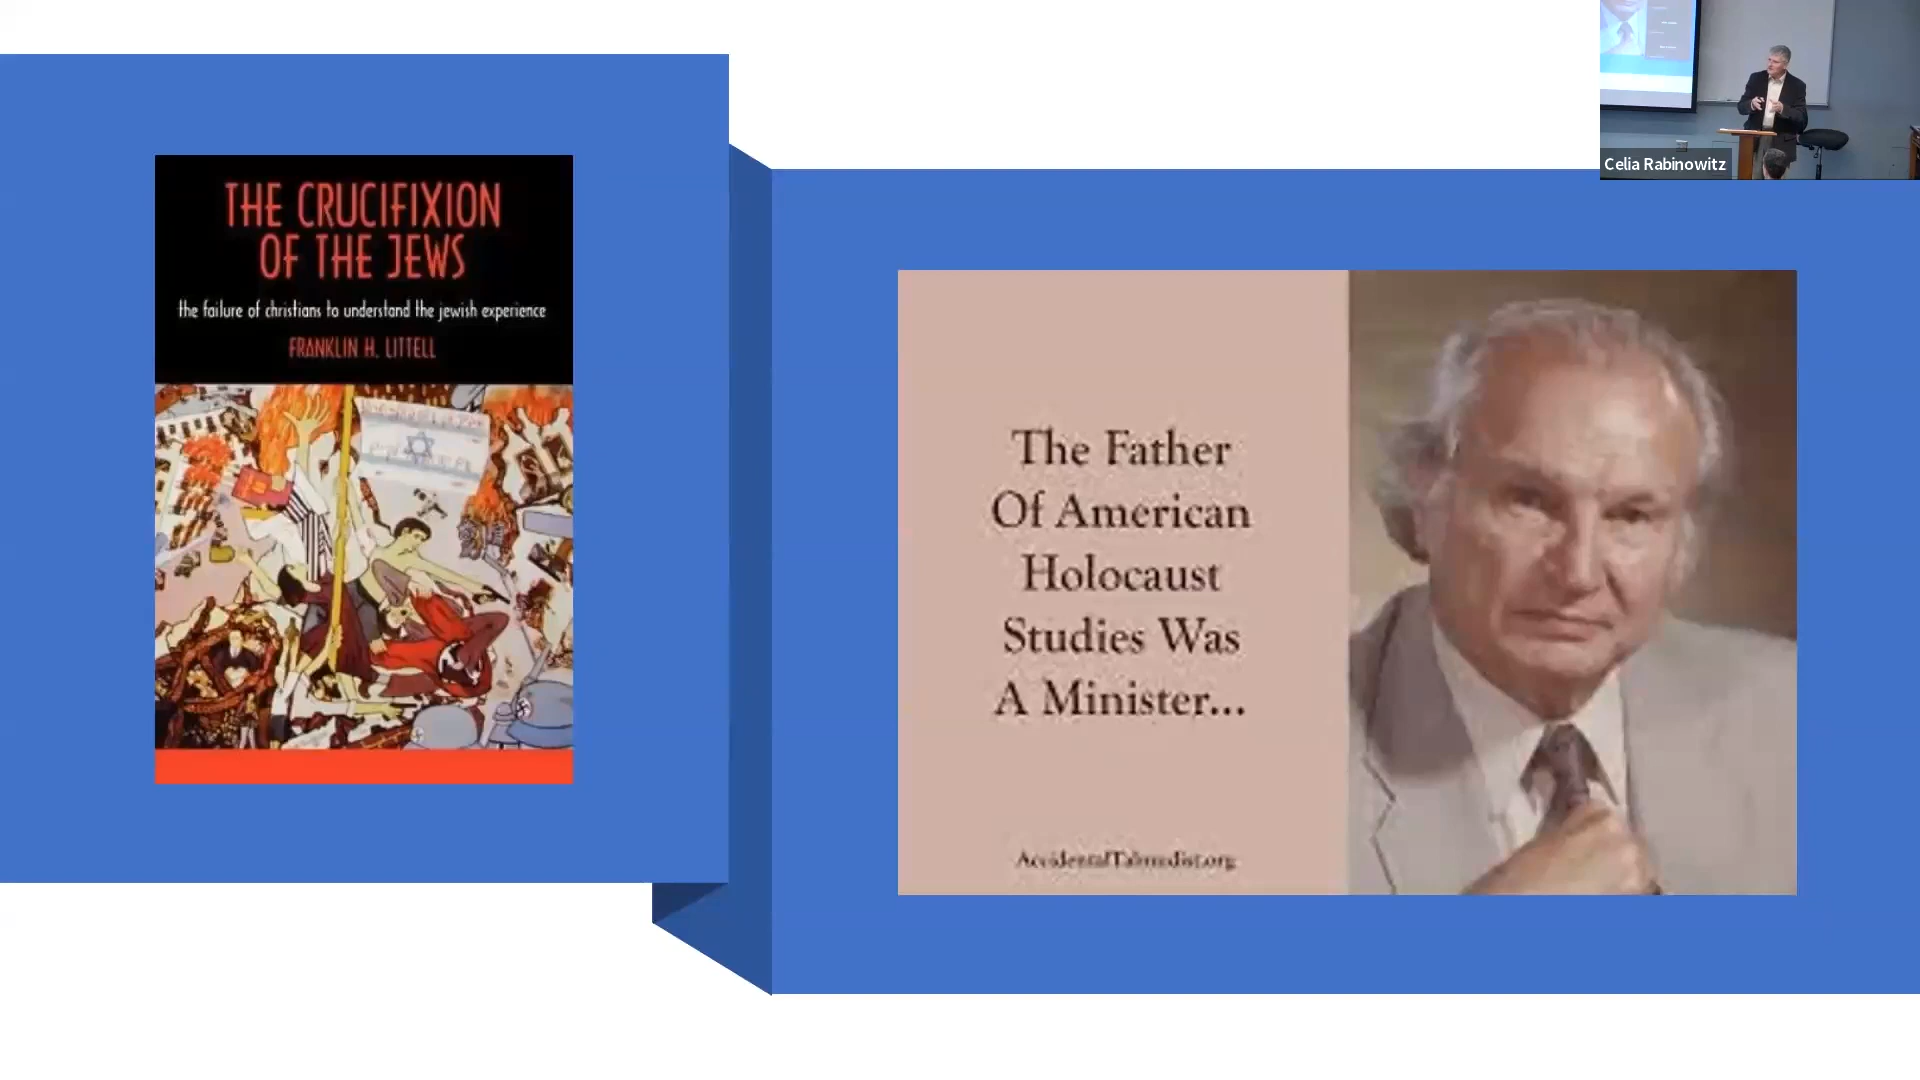 THE CRUCIFIXION
OF THE JEWS
the failure of christians to understand the jewish experience
FRANKLIN H. LITTELL
The Father
Of American
Holocaust
Studies Was
A Minister...
AccidentalTalmudist.org
Celia Rabinowitz